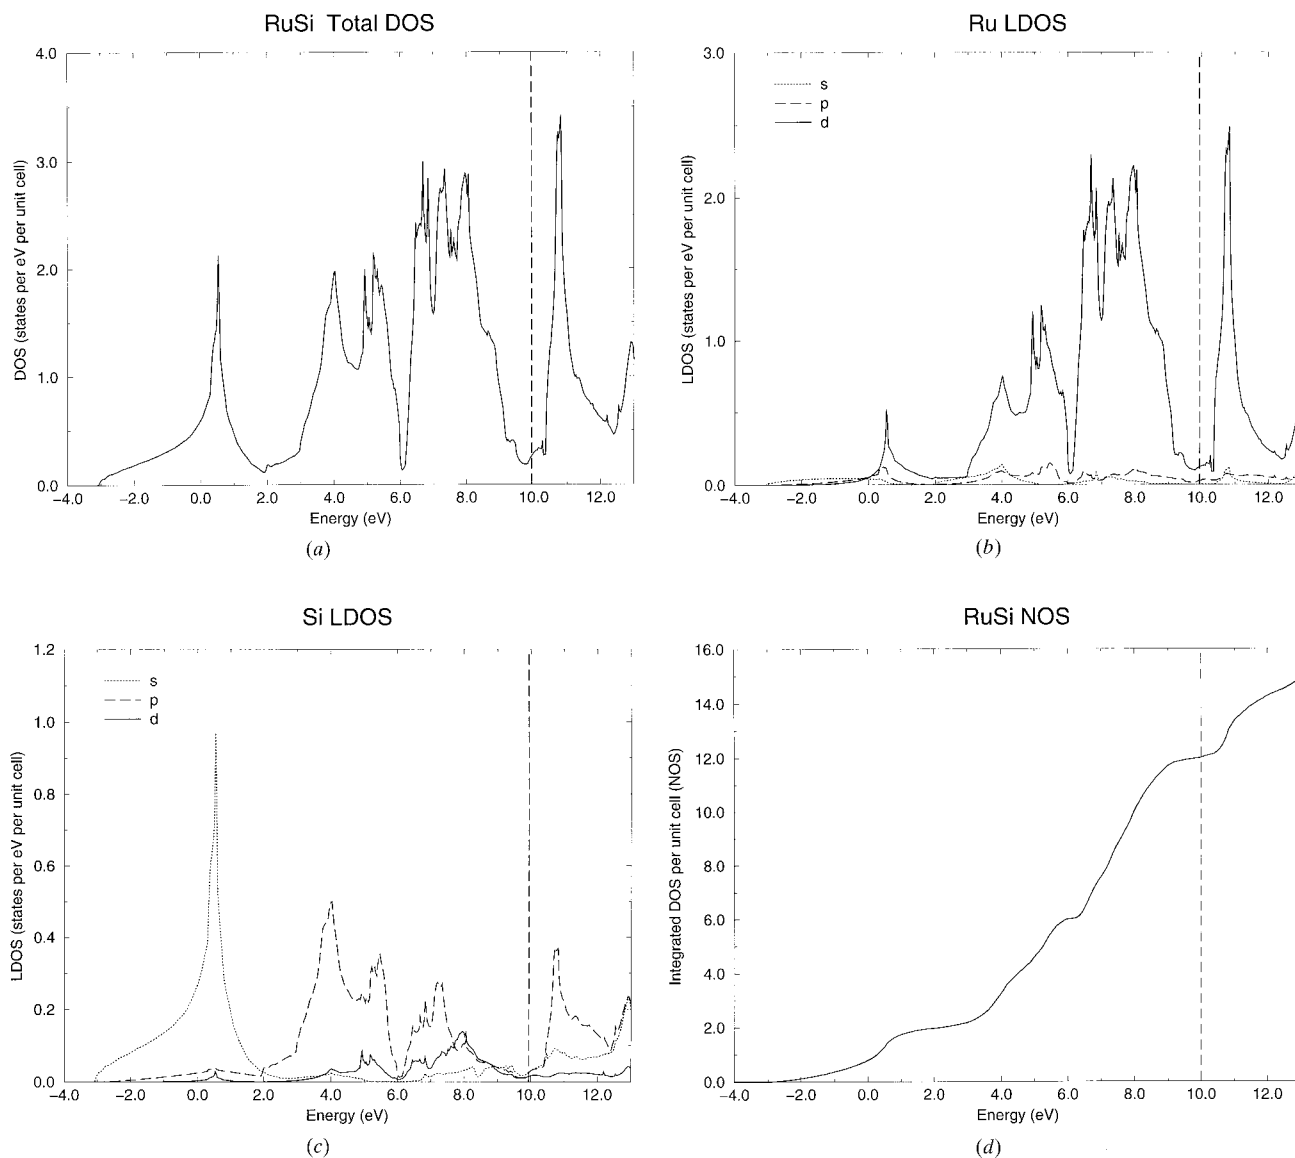 RuSi Total DOS
4.0
3.0
2.0
1.0
0.0
DOS (states per eV per unit cell)
−4.0 −2.0 0.0 2.0 4.0 6.0 8.0 10.0 12.0
Energy (eV)
(a)
Ru LDOS
s
p
d
3.0
2.0
1.0
0.0
LDOS (states per eV per unit cell)
−4.0 −2.0 0.0 2.0 4.0 6.0 8.0 10.0 12.0
Energy (eV)
(b)
Si LDOS
s
p
d
1.2
1.0
0.8
0.6
0.4
0.2
0.0
LDOS (states per eV per unit cell)
−4.0 −2.0 0.0 2.0 4.0 6.0 8.0 10.0 12.0
Energy (eV)
(c)
RuSi NOS
16.0
14.0
12.0
10.0
8.0
6.0
4.0
2.0
0.0
Integrated DOS per unit cell (NOS)
−4.0 −2.0 0.0 2.0 4.0 6.0 8.0 10.0 12.0
Energy (eV)
(d)